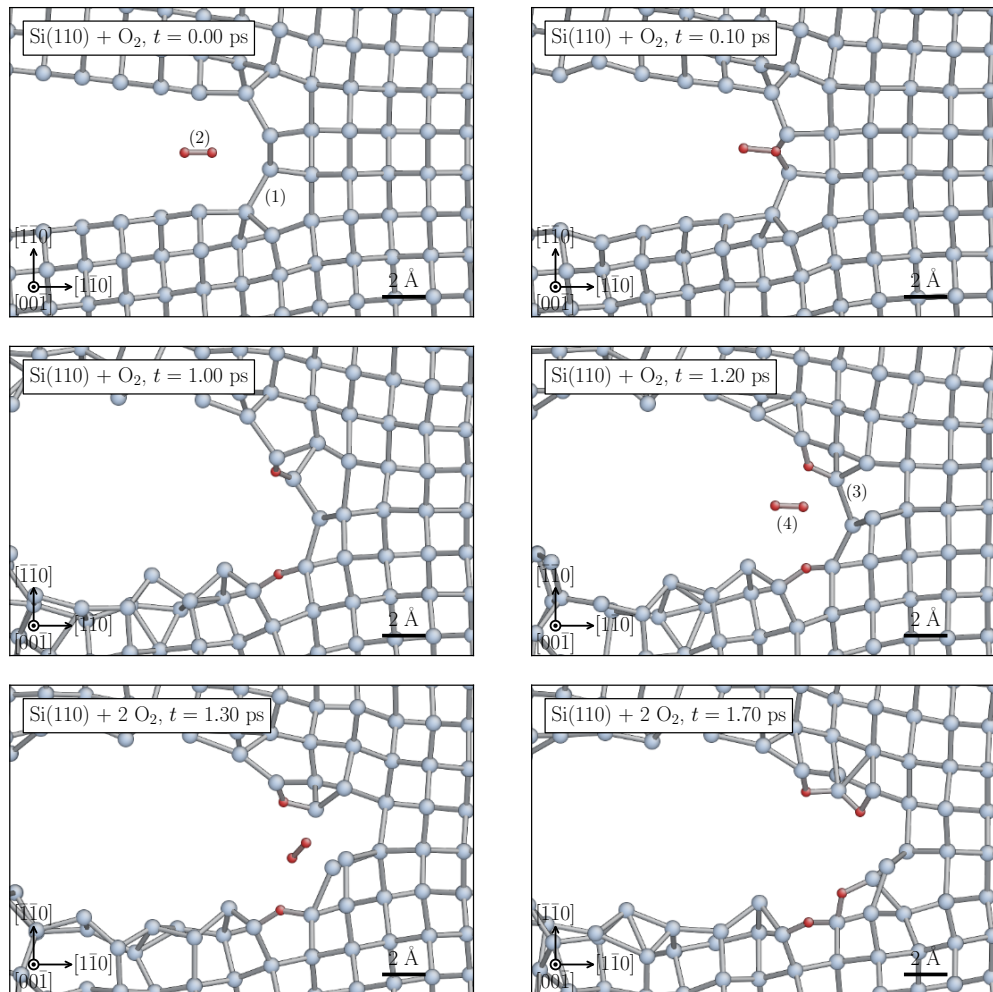 Si(110) + O₂, t = 0.00 ps
(2)
(1)
[1̄1̄0]
[11̄0]
[001̄]
2 Å
Si(110) + O₂, t = 0.10 ps
[1̄1̄0]
[11̄0]
[001̄]
2 Å
Si(110) + O₂, t = 1.00 ps
[1̄1̄0]
[11̄0]
[001̄]
2 Å
Si(110) + O₂, t = 1.20 ps
(3)
(4)
[1̄1̄0]
[11̄0]
[001̄]
2 Å
Si(110) + 2 O₂, t = 1.30 ps
[1̄1̄0]
[11̄0]
[001̄]
2 Å
Si(110) + 2 O₂, t = 1.70 ps
[1̄1̄0]
[11̄0]
[001̄]
2 Å